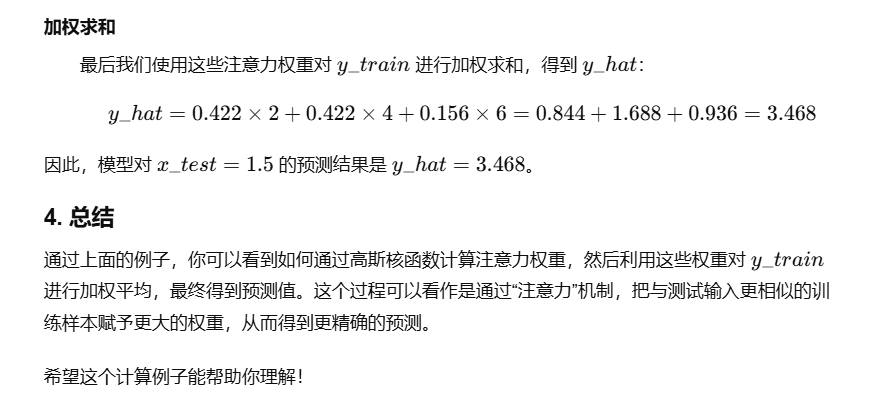 加权求和
最后我们使用这些注意力权重对 y_train 进行加权求和，得到 y_hat：
y_hat = 0.422 × 2 + 0.422 × 4 + 0.156 × 6 = 0.844 + 1.688 + 0.936 = 3.468
因此，模型对 x_test = 1.5 的预测结果是 y_hat = 3.468。
4. 总结
通过上面的例子，你可以看到如何通过高斯核函数计算注意力权重，然后利用这些权重对 y_train
进行加权平均，最终得到预测值。这个过程可以看作是通过“注意力”机制，把与测试输入更相似的训
练样本赋予更大的权重，从而得到更精确的预测。
希望这个计算例子能帮助你理解！